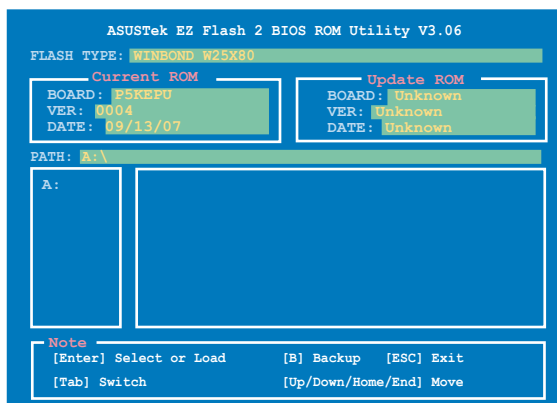 ASUSTek EZ Flash 2 BIOS ROM Utility V3.06
FLASH TYPE: WINBOND W25X80
Current ROM
BOARD: P5KEPU
VER: 0004
DATE: 09/13/07
Update ROM
BOARD: Unknown
VER: Unknown
DATE: Unknown
PATH: A:\
A:
Note
[Enter] Select or Load [B] Backup [ESC] Exit
[Tab] Switch [Up/Down/Home/End] Move